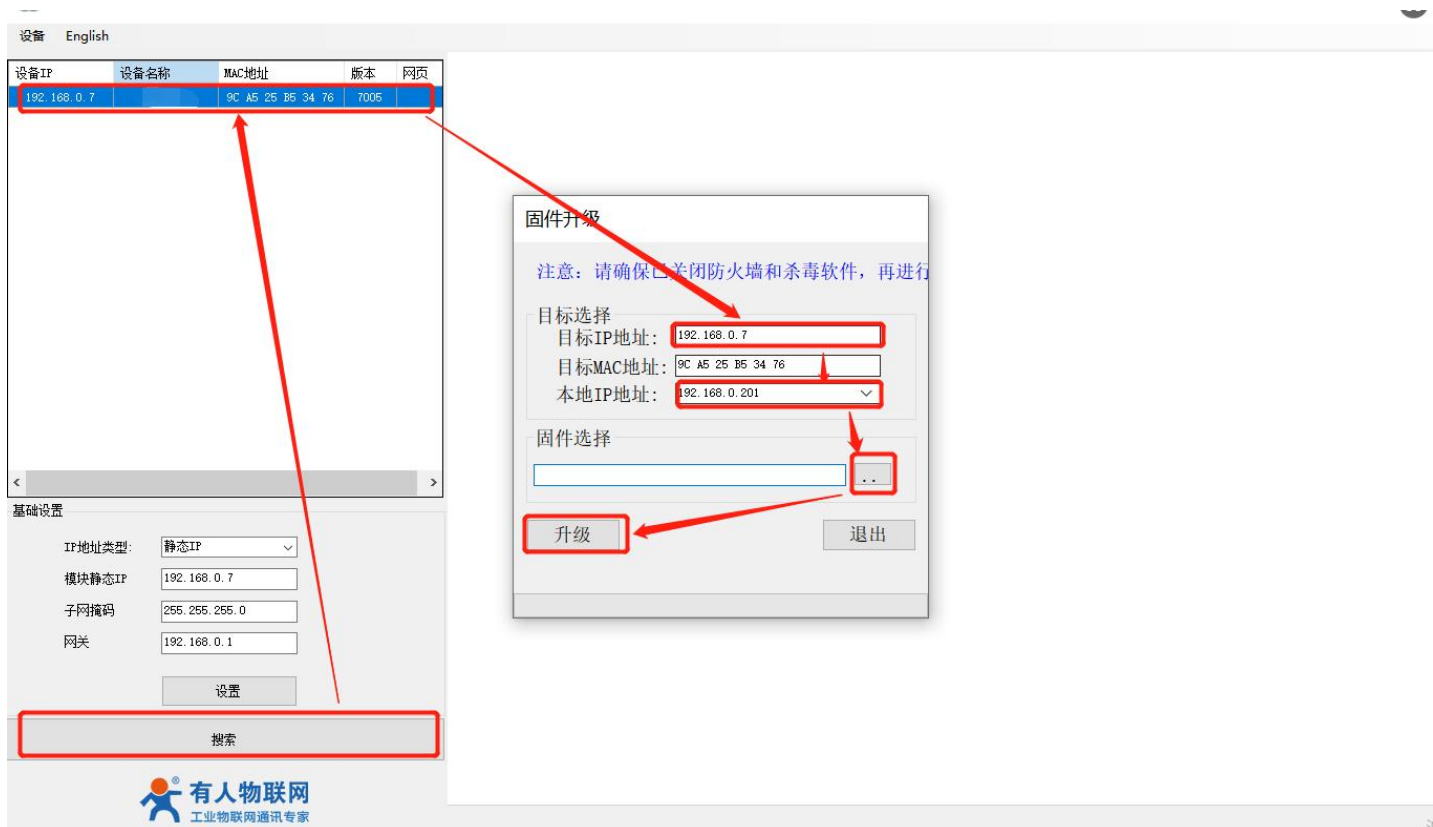 设备 English
设备IP 设备名称 MAC地址 版本 网页
192.168.0.7 9C A5 25 B5 34 76 7005
固件升级
注意：请确保已关闭防火墙和杀毒软件，再进行
目标选择
目标IP地址： 192.168.0.7
目标MAC地址： 9C A5 25 B5 34 76
本地IP地址： 192.168.0.201
固件选择
..
升级 退出
基础设置
IP地址类型: 静态IP
模块静态IP 192.168.0.7
子网掩码 255.255.255.0
网关 192.168.0.1
设置
搜索
®
有人物联网
工业物联网通讯专家